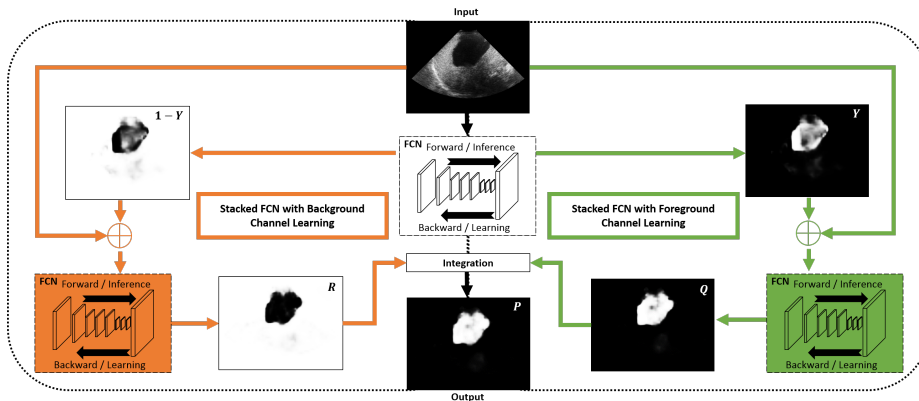 Input
1 − Y
Y
FCN
Forward / Inference
Backward / Learning
Stacked FCN with Background
Channel Learning
Stacked FCN with Foreground
Channel Learning
Integration
FCN
Forward / Inference
Backward / Learning
R
P
Q
FCN
Forward / Inference
Backward / Learning
Output